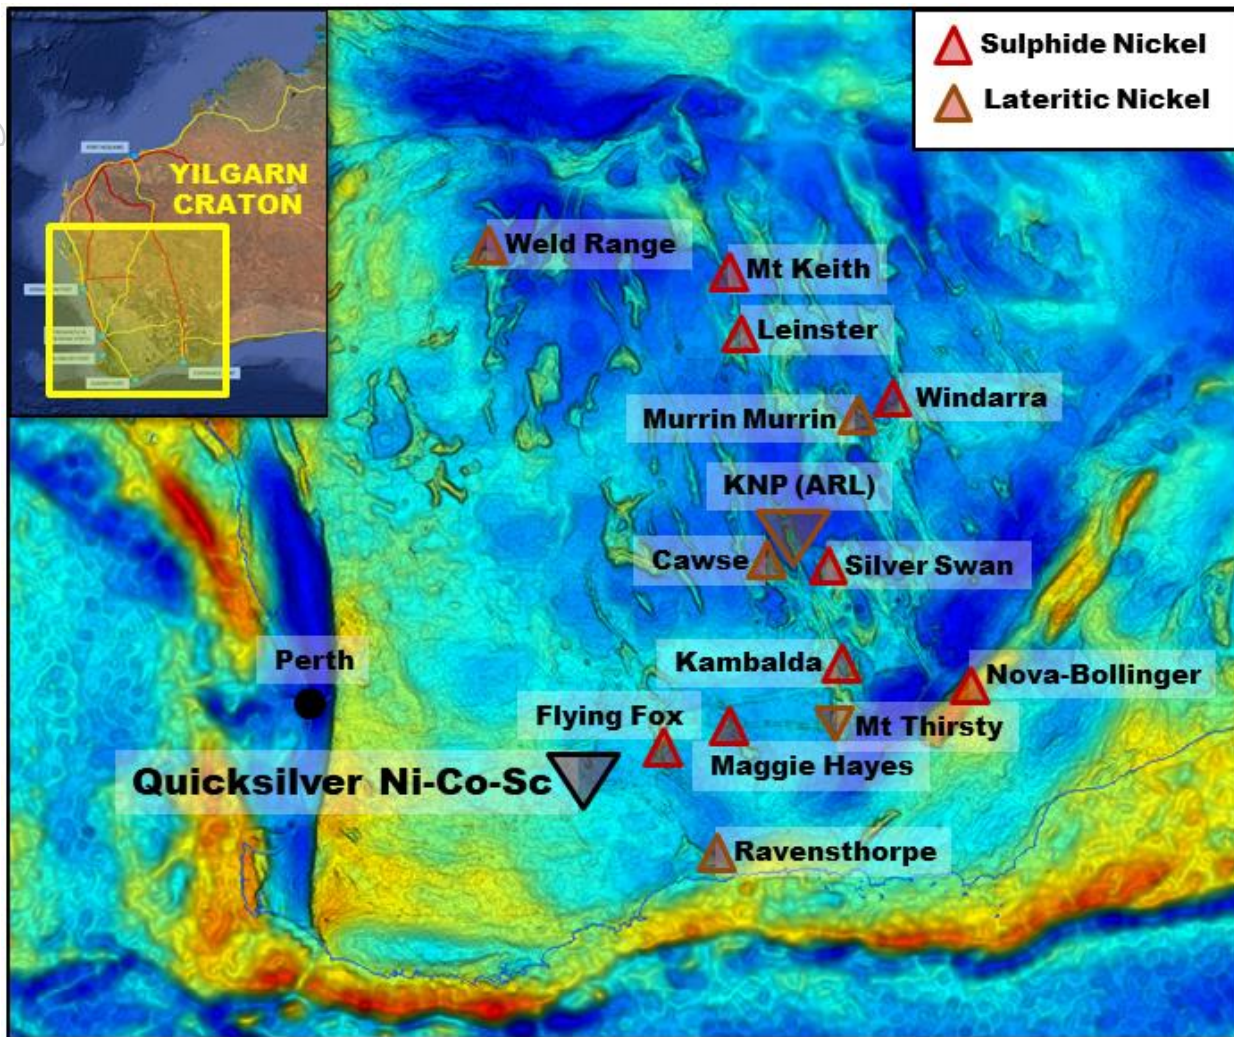 Sulphide Nickel
Lateritic Nickel
YILGARN
CRATON
Weld Range
Mt Keith
Leinster
Windarra
Murrin Murrin
KNP (ARL)
Cawse
Silver Swan
Perth
Kambalda
Nova-Bollinger
Flying Fox
Mt Thirsty
Maggie Hayes
Quicksilver Ni-Co-Sc
Ravensthorpe